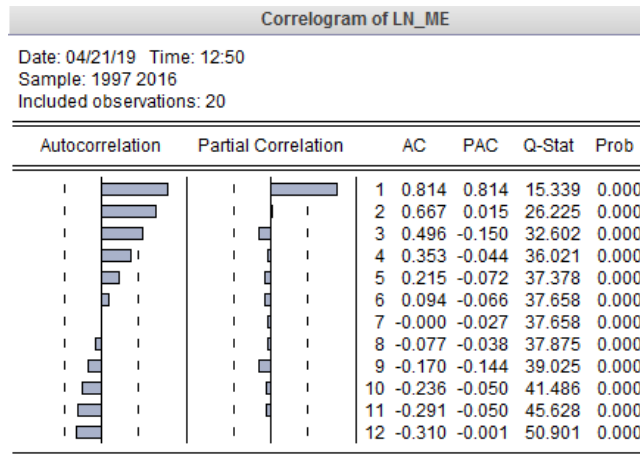 Correlogram of LN_ME
Date: 04/21/19 Time: 12:50
Sample: 1997 2016
Included observations: 20
Autocorrelation Partial Correlation AC PAC Q-Stat Prob
1 0.814 0.814 15.339 0.000
2 0.667 0.015 26.225 0.000
3 0.496 -0.150 32.602 0.000
4 0.353 -0.044 36.021 0.000
5 0.215 -0.072 37.378 0.000
6 0.094 -0.066 37.658 0.000
7 -0.000 -0.027 37.658 0.000
8 -0.077 -0.038 37.875 0.000
9 -0.170 -0.144 39.025 0.000
10 -0.236 -0.050 41.486 0.000
11 -0.291 -0.050 45.628 0.000
12 -0.310 -0.001 50.901 0.000